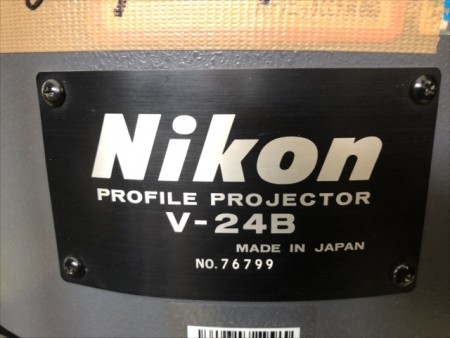 Nikon
PROFILE PROJECTOR
V-24B
MADE IN JAPAN
NO. 76799